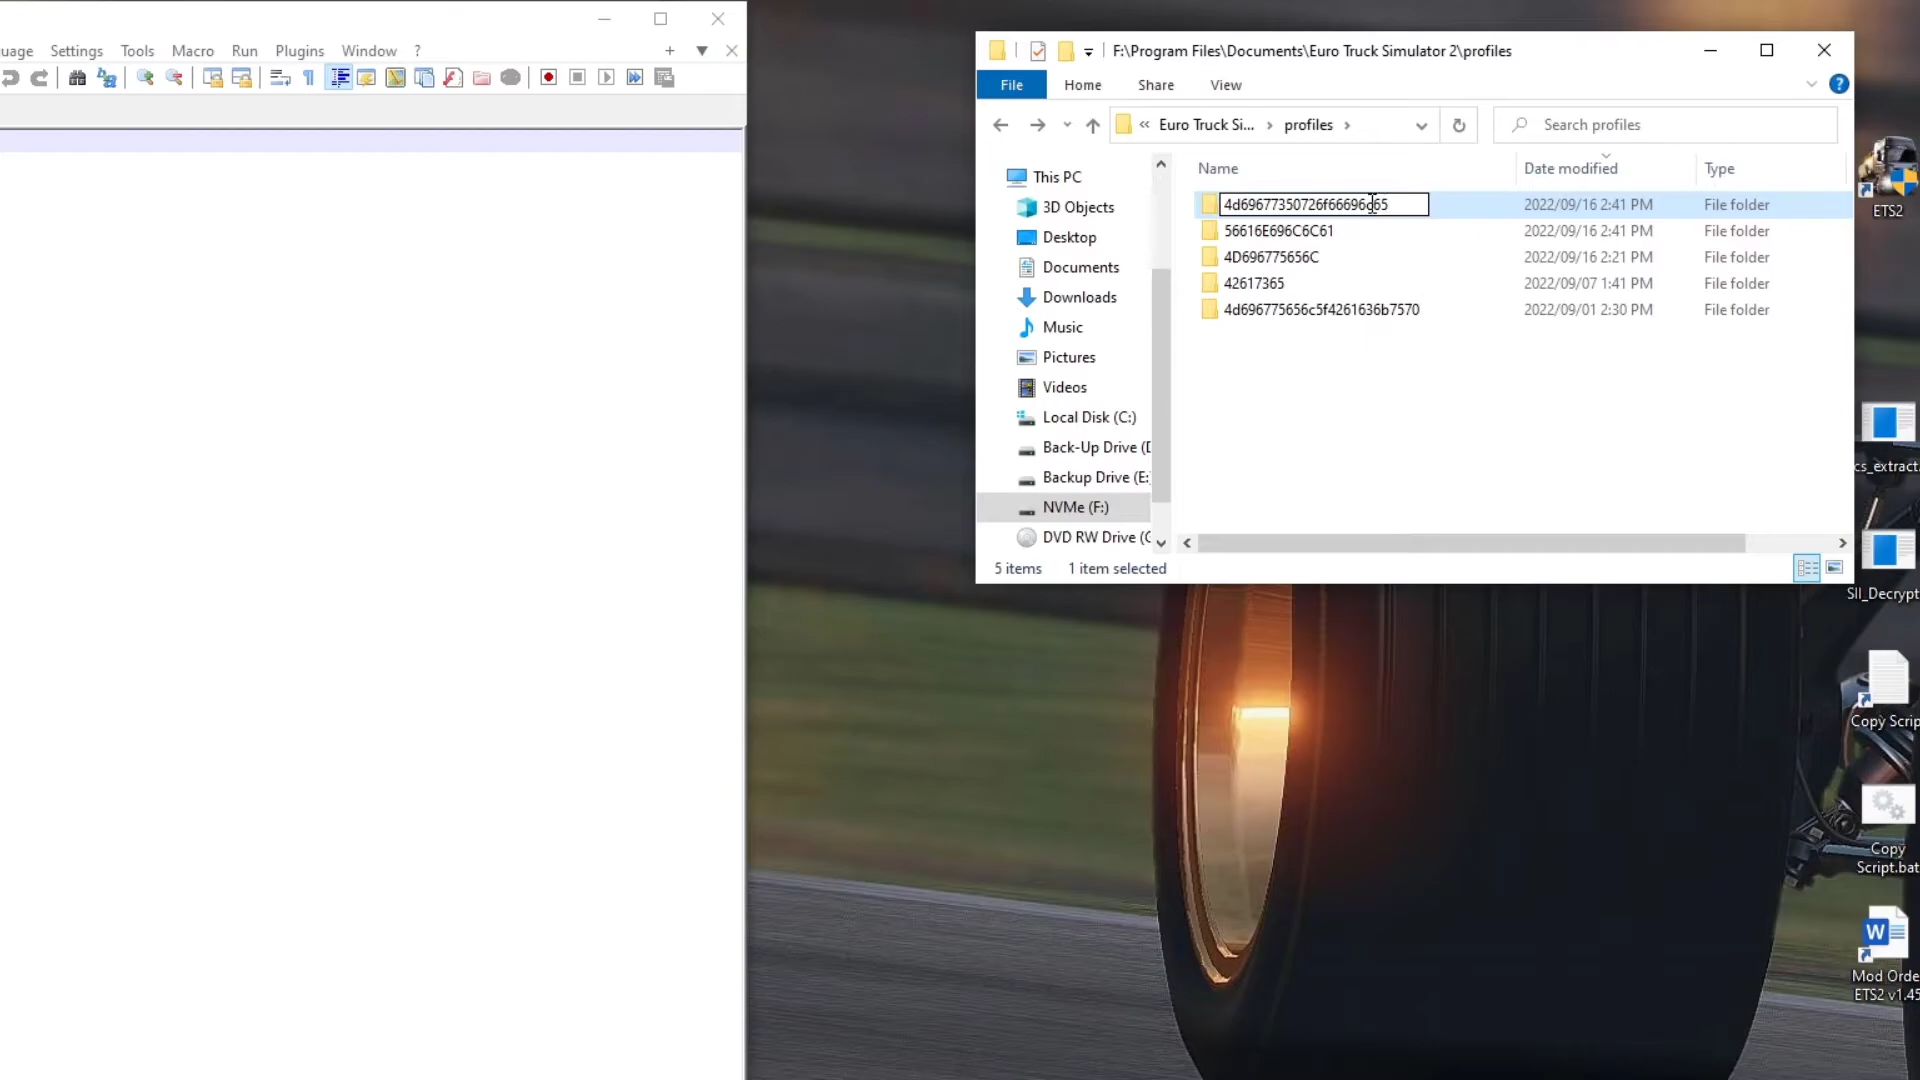 uage Settings Tools Macro Run Plugins Window ?
F:\Program Files\Documents\Euro Truck Simulator 2\profiles
File Home Share View
« Euro Truck Si... › profiles ›
Search profiles
Name Date modified Type
This PC
3D Objects
Desktop
Documents
Downloads
Music
Pictures
Videos
Local Disk (C:)
Back-Up Drive (D
Backup Drive (E:
NVMe (F:)
DVD RW Drive (G
4d69677350726f66696c65 2022/09/16 2:41 PM File folder
56616E696C6C61 2022/09/16 2:41 PM File folder
4D696775656C 2022/09/16 2:21 PM File folder
42617365 2022/09/07 1:41 PM File folder
4d696775656c5f4261636b7570 2022/09/01 2:30 PM File folder
5 items 1 item selected
ETS2
cs_extract.
SII_Decrypt
Copy Scrip
Copy
Script.bat
Mod Orde
ETS2 v1.45